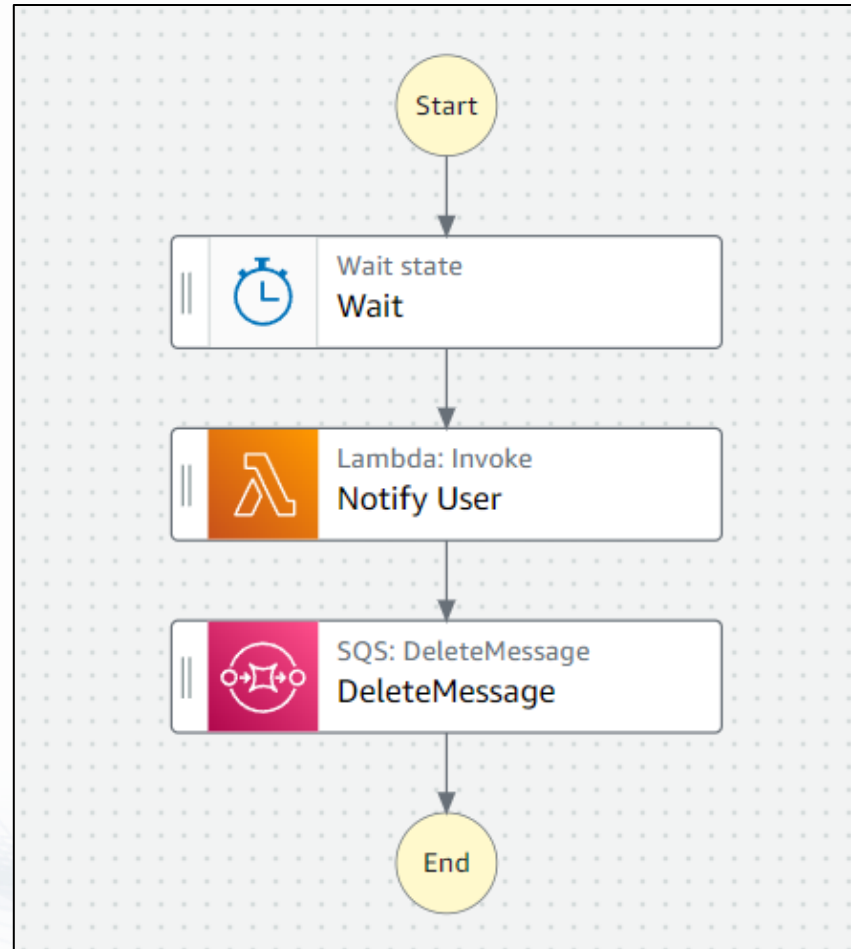 Start
Wait state
Wait
Lambda: Invoke
Notify User
SQS: DeleteMessage
DeleteMessage
End